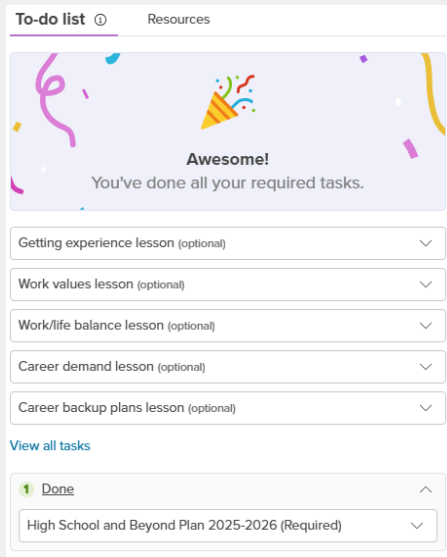 To-do list Resources
Awesome!
You've done all your required tasks.
Getting experience lesson (optional)
Work values lesson (optional)
Work/life balance lesson (optional)
Career demand lesson (optional)
Career backup plans lesson (optional)
View all tasks
1 Done
High School and Beyond Plan 2025-2026 (Required)